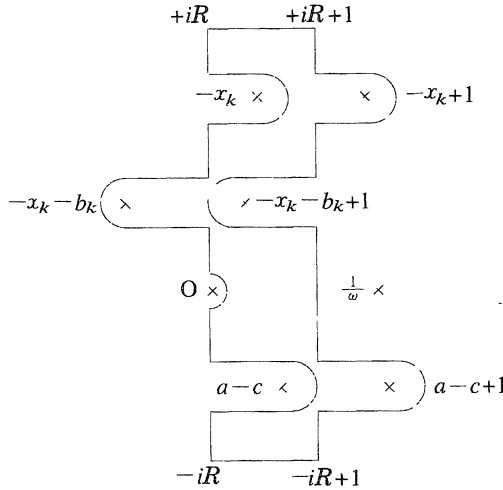 +iR +iR+1
−x_k −x_k+1
−x_k−b_k −x_k−b_k+1
O 1/ω
a−c a−c+1
−iR −iR+1